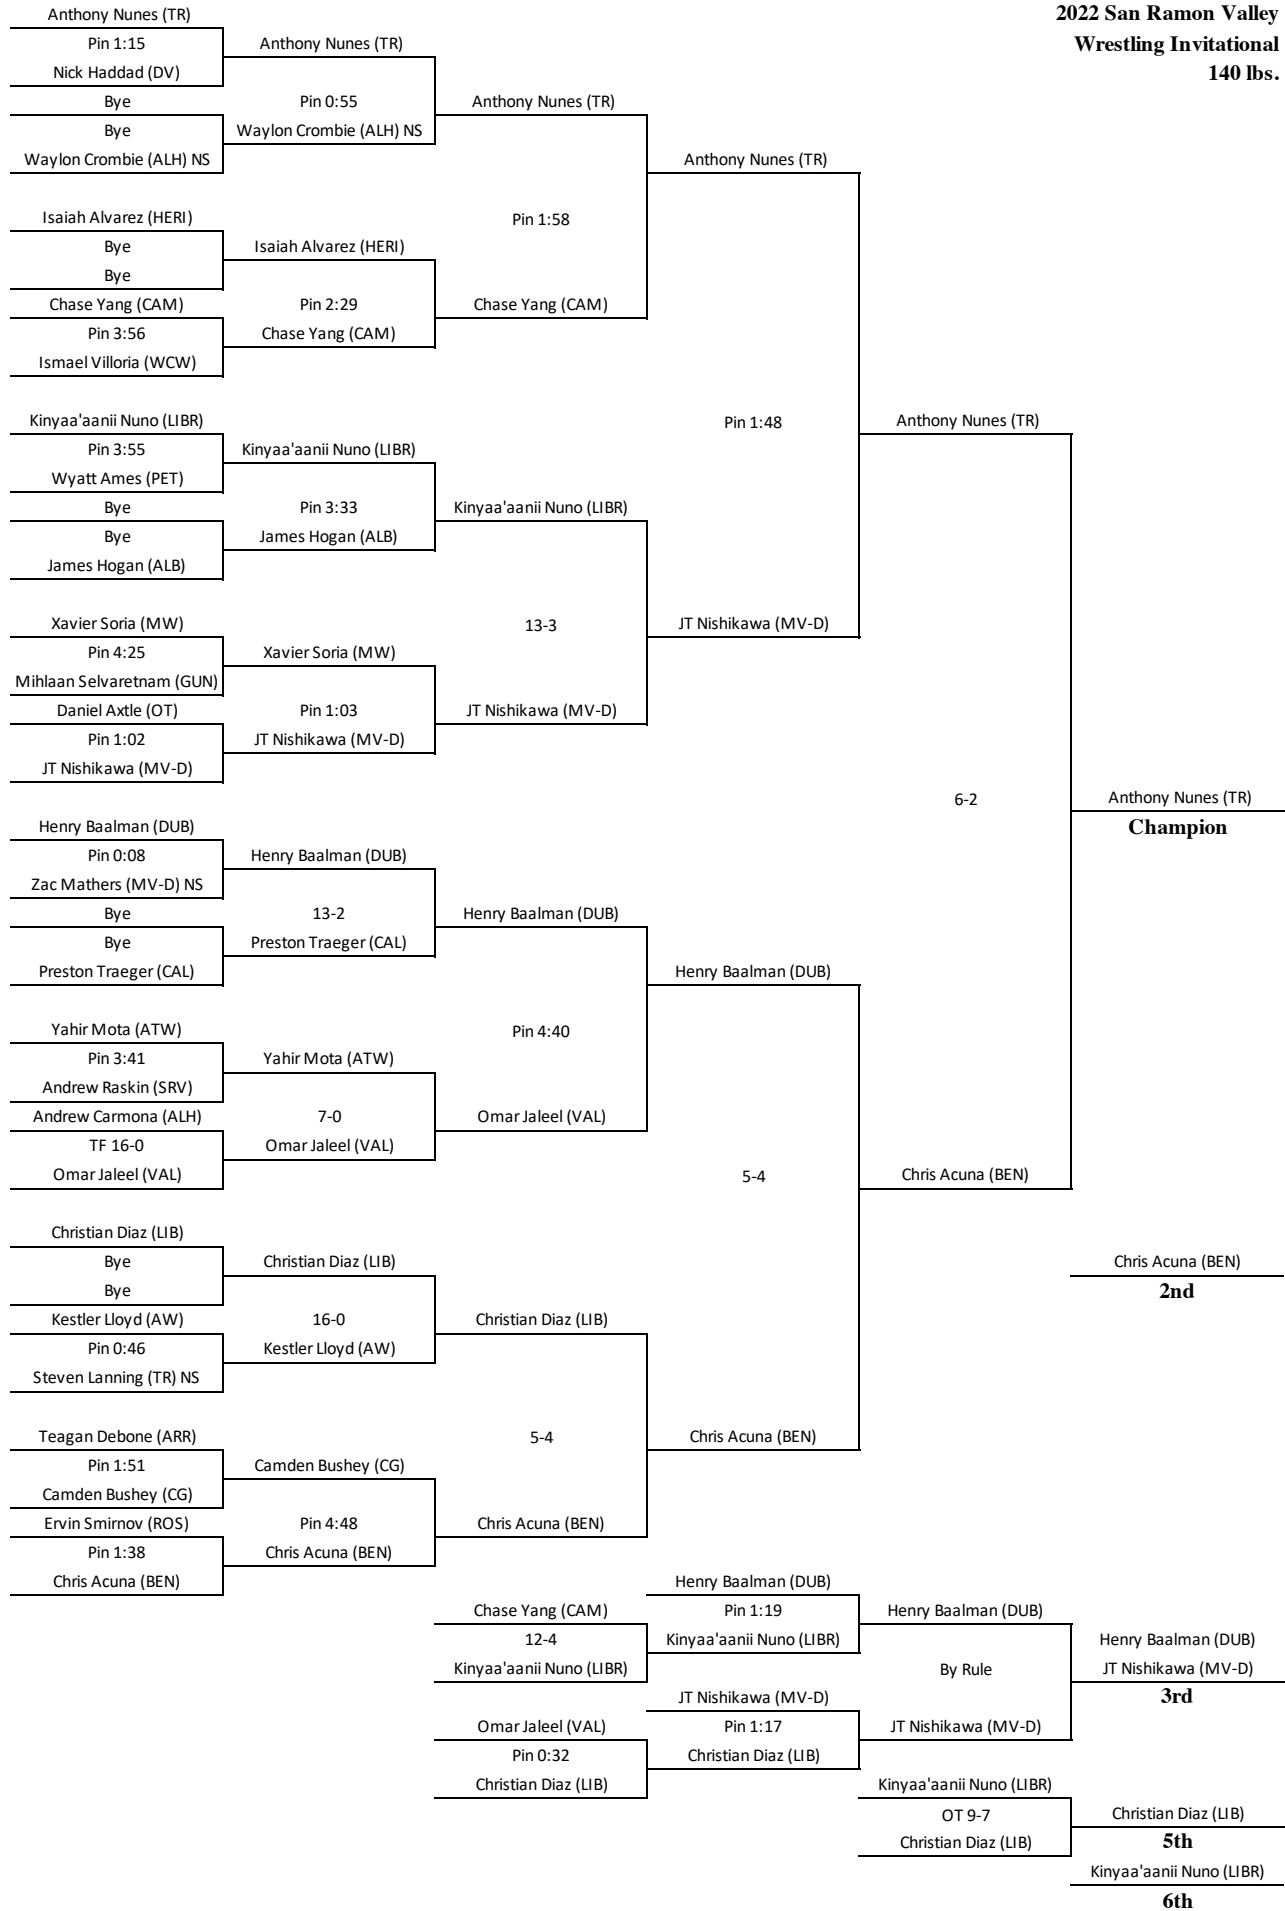 2022 San Ramon Valley
Wrestling Invitational
140 lbs.
Anthony Nunes (TR)
Pin 1:15
Nick Haddad (DV)
Bye
Bye
Waylon Crombie (ALH) NS
Isaiah Alvarez (HERI)
Bye
Bye
Chase Yang (CAM)
Pin 3:56
Ismael Villoria (WCW)
Kinyaa'aanii Nuno (LIBR)
Pin 3:55
Wyatt Ames (PET)
Bye
Bye
James Hogan (ALB)
Xavier Soria (MW)
Pin 4:25
Mihlaan Selvaretnam (GUN)
Daniel Axtle (OT)
Pin 1:02
JT Nishikawa (MV-D)
Henry Baalman (DUB)
Pin 0:08
Zac Mathers (MV-D) NS
Bye
Bye
Preston Traeger (CAL)
Yahir Mota (ATW)
Pin 3:41
Andrew Raskin (SRV)
Andrew Carmona (ALH)
TF 16-0
Omar Jaleel (VAL)
Christian Diaz (LIB)
Bye
Bye
Kestler Lloyd (AW)
Pin 0:46
Steven Lanning (TR) NS
Teagan Debone (ARR)
Pin 1:51
Camden Bushey (CG)
Ervin Smirnov (ROS)
Pin 1:38
Chris Acuna (BEN)
Anthony Nunes (TR)
Pin 0:55
Waylon Crombie (ALH) NS
Isaiah Alvarez (HERI)
Pin 2:29
Chase Yang (CAM)
Kinyaa'aanii Nuno (LIBR)
Pin 3:33
James Hogan (ALB)
Xavier Soria (MW)
Pin 1:03
JT Nishikawa (MV-D)
Henry Baalman (DUB)
13-2
Preston Traeger (CAL)
Yahir Mota (ATW)
7-0
Omar Jaleel (VAL)
Christian Diaz (LIB)
16-0
Kestler Lloyd (AW)
Camden Bushey (CG)
Pin 4:48
Chris Acuna (BEN)
Anthony Nunes (TR)
Pin 1:58
Chase Yang (CAM)
Kinyaa'aanii Nuno (LIBR)
13-3
JT Nishikawa (MV-D)
Henry Baalman (DUB)
Pin 4:40
Omar Jaleel (VAL)
Christian Diaz (LIB)
5-4
Chris Acuna (BEN)
Anthony Nunes (TR)
Pin 1:48
JT Nishikawa (MV-D)
Henry Baalman (DUB)
5-4
Chris Acuna (BEN)
Anthony Nunes (TR)
6-2
Chris Acuna (BEN)
Anthony Nunes (TR)
Champion
Chris Acuna (BEN)
2nd
Chase Yang (CAM)
12-4
Kinyaa'aanii Nuno (LIBR)
Omar Jaleel (VAL)
Pin 0:32
Christian Diaz (LIB)
Henry Baalman (DUB)
Pin 1:19
Kinyaa'aanii Nuno (LIBR)
JT Nishikawa (MV-D)
Pin 1:17
Christian Diaz (LIB)
Henry Baalman (DUB)
By Rule
JT Nishikawa (MV-D)
Henry Baalman (DUB)
JT Nishikawa (MV-D)
3rd
Kinyaa'aanii Nuno (LIBR)
OT 9-7
Christian Diaz (LIB)
Christian Diaz (LIB)
5th
Kinyaa'aanii Nuno (LIBR)
6th